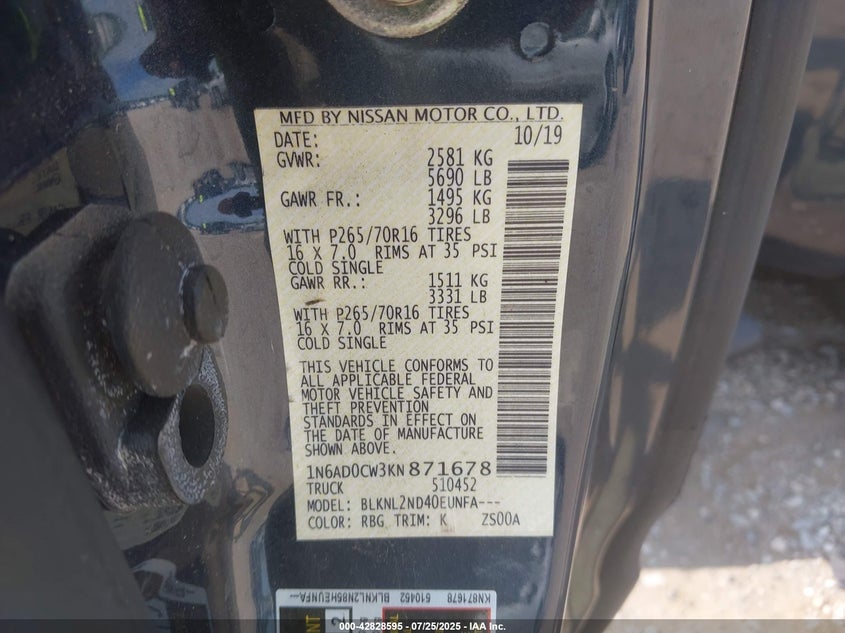 MFD BY NISSAN MOTOR CO., LTD.
DATE: 10/19
GVWR: 2581 KG
5690 LB
GAWR FR.: 1495 KG
3296 LB
WITH P265/70R16 TIRES
16 X 7.0 RIMS AT 35 PSI
COLD SINGLE
GAWR RR.: 1511 KG
3331 LB
WITH P265/70R16 TIRES
16 X 7.0 RIMS AT 35 PSI
COLD SINGLE
THIS VEHICLE CONFORMS TO
ALL APPLICABLE FEDERAL
MOTOR VEHICLE SAFETY AND
THEFT PREVENTION
STANDARDS IN EFFECT ON
THE DATE OF MANUFACTURE
SHOWN ABOVE.
1N6AD0CW3KN871678
TRUCK 510452
MODEL: BLKNL2ND40EUNFA---
COLOR: RBG TRIM: K ZS00A
KN871678
510452
000-42828595 - 07/25/2025 - IAA Inc.